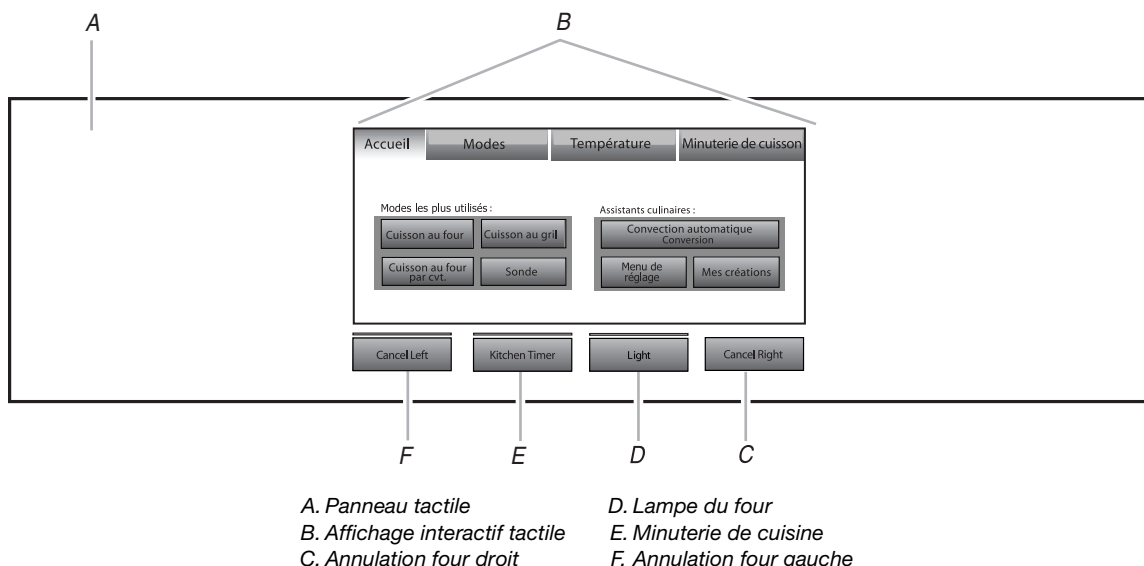 A
B
Accueil Modes Température Minuterie de cuisson
Modes les plus utilisés :
Assistants culinaires :
Cuisson au four
Cuisson au gril
Convection automatique
Conversion
Cuisson au four
par cvt.
Sonde
Menu de
réglage
Mes créations
Cancel Left Kitchen Timer Light Cancel Right
F
E
D
C
A. Panneau tactile
B. Affichage interactif tactile
C. Annulation four droit
D. Lampe du four
E. Minuterie de cuisine
F. Annulation four gauche